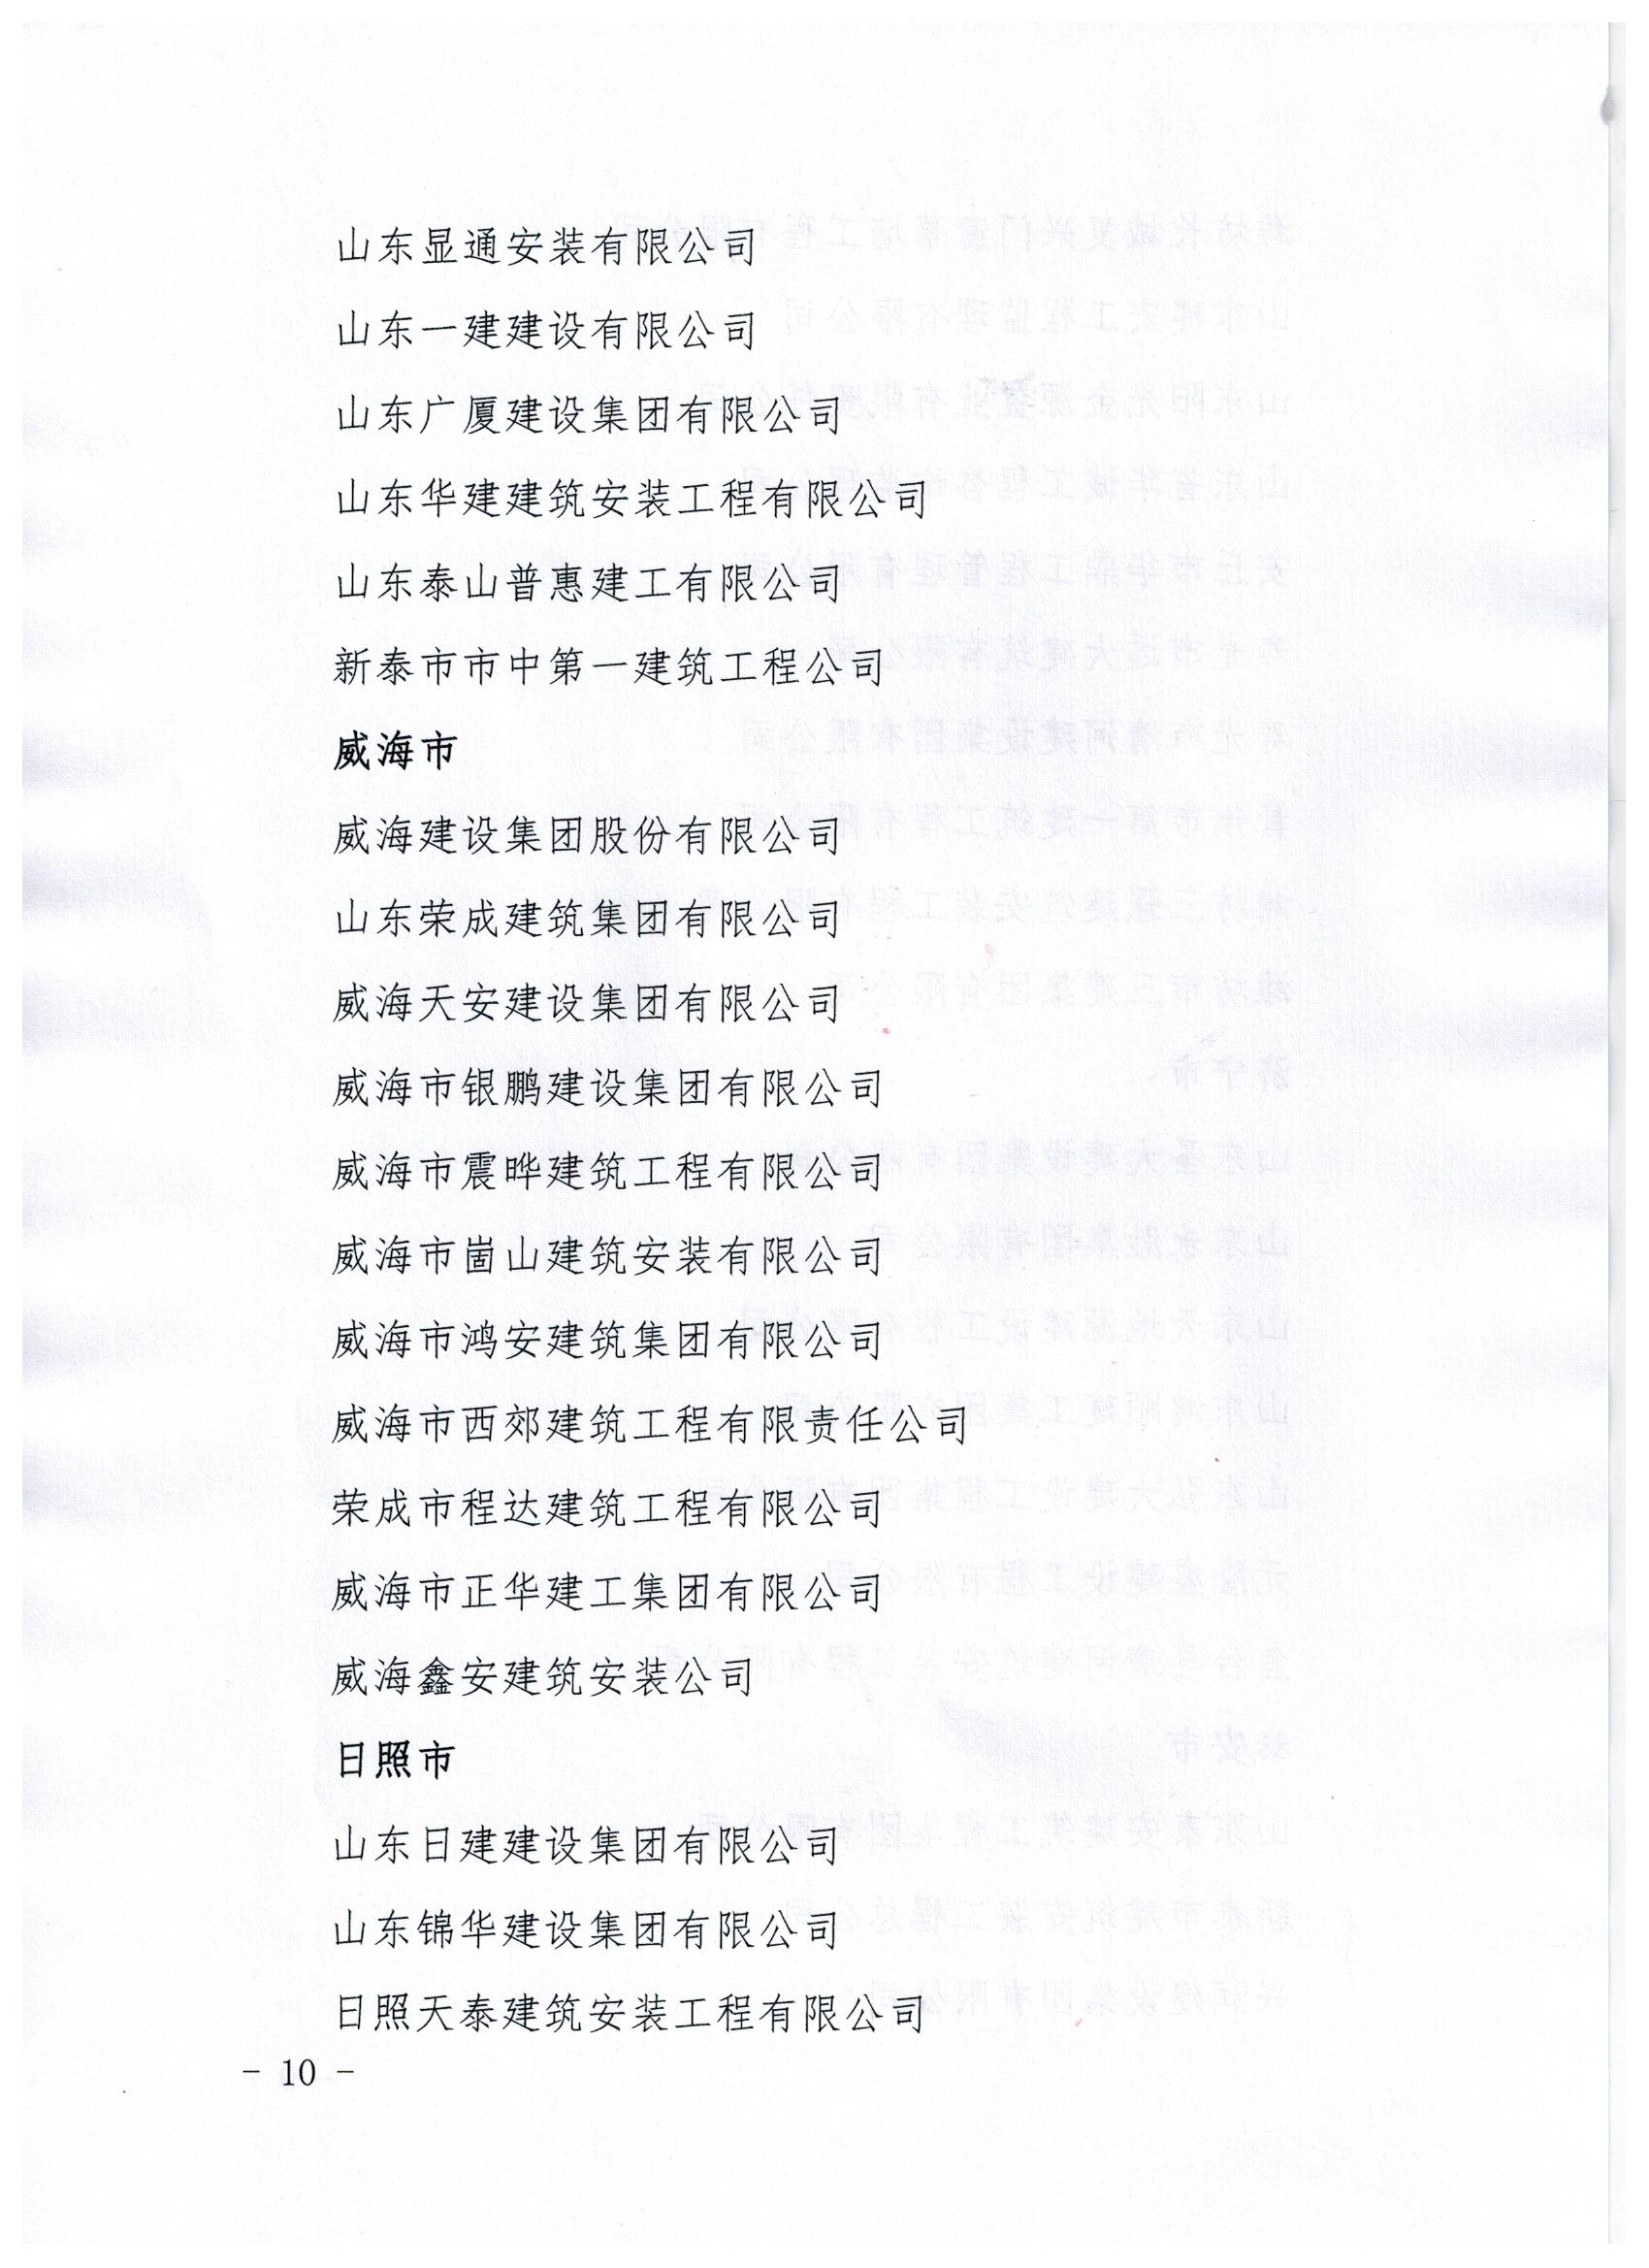 山东显通安装有限公司
山东一建建设有限公司
山东广厦建设集团有限公司
山东华建建筑安装工程有限公司
山东泰山普惠建工有限公司
新泰市市中第一建筑工程公司
威海市
威海建设集团股份有限公司
山东荣成建筑集团有限公司
威海天安建设集团有限公司
威海市银鹏建设集团有限公司
威海市震晔建筑工程有限公司
威海市崮山建筑安装有限公司
威海市鸿安建筑集团有限公司
威海市西郊建筑工程有限责任公司
荣成市程达建筑工程有限公司
威海市正华建工集团有限公司
威海鑫安建筑安装公司
日照市
山东日建建设集团有限公司
山东锦华建设集团有限公司
日照天泰建筑安装工程有限公司
- 10 -